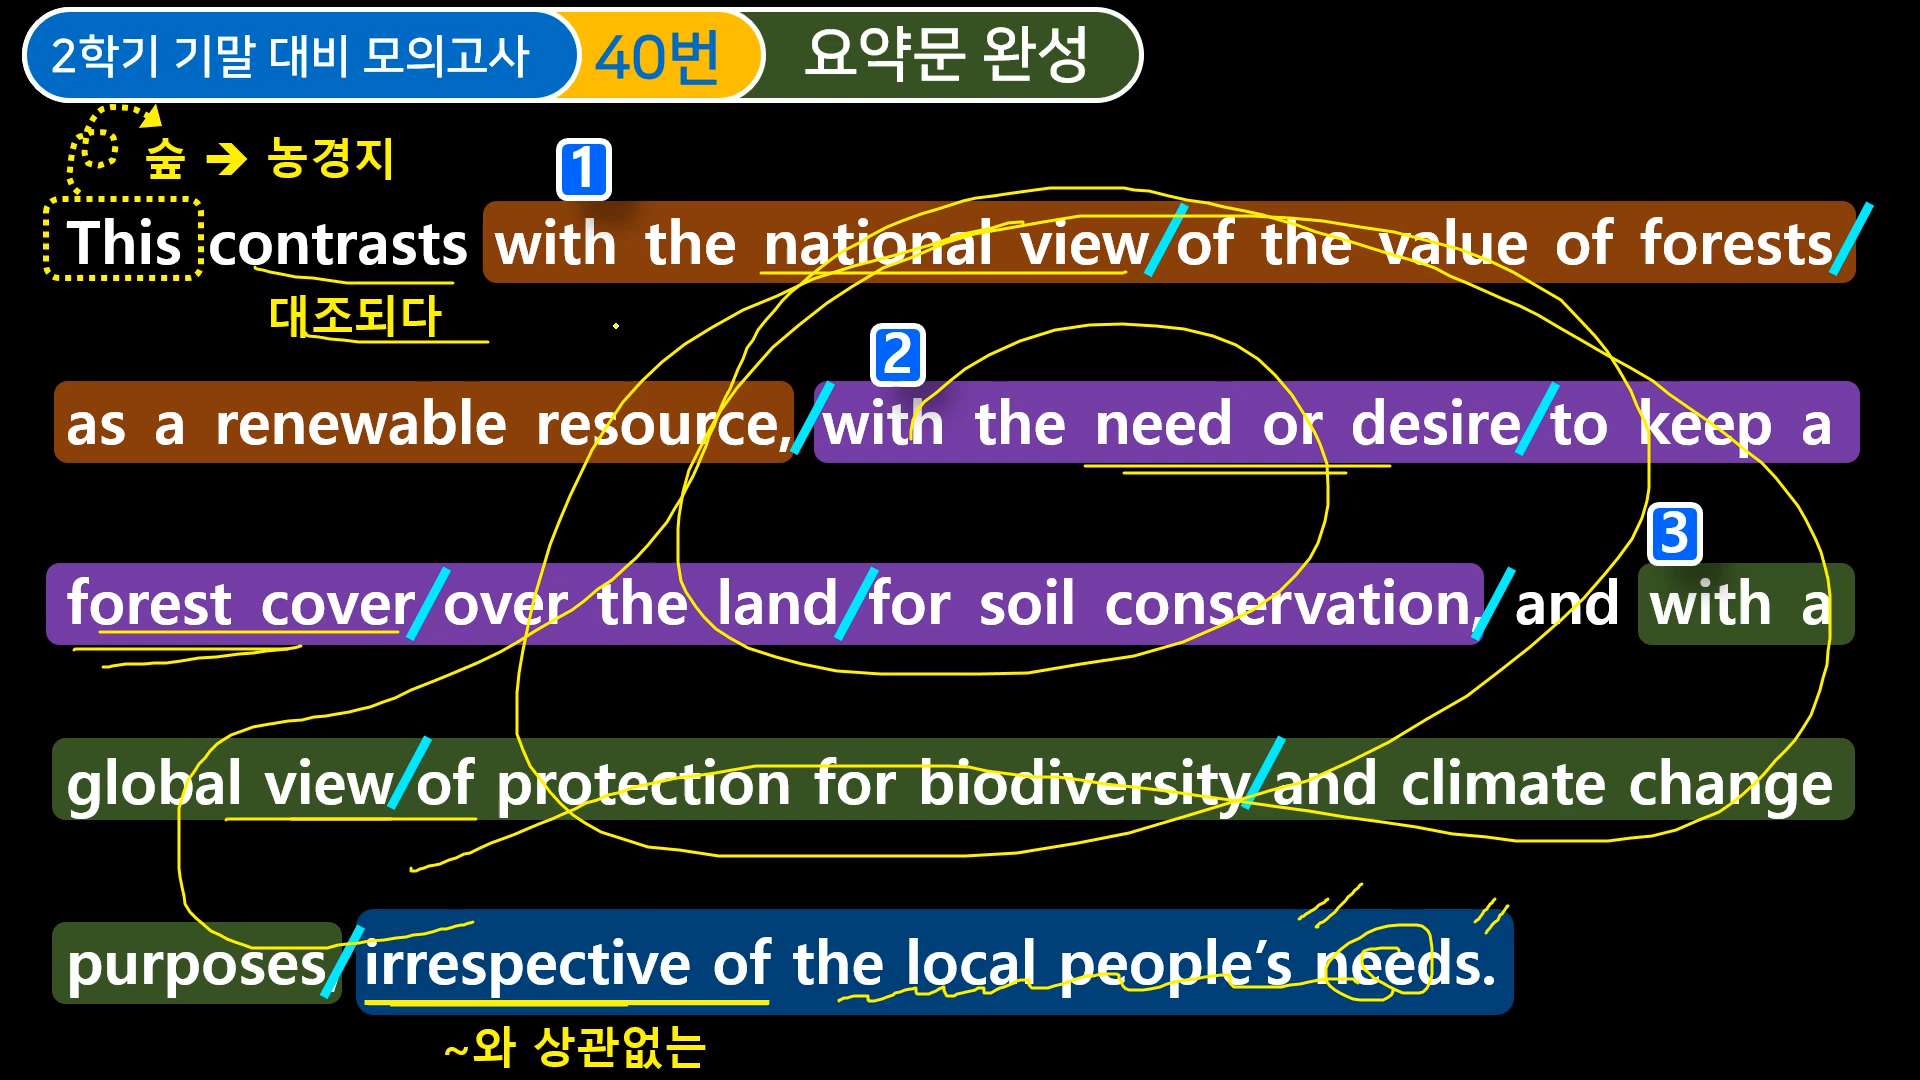 2학기 기말 대비 모의고사 40번 요약문 완성
숲 → 농경지
1
This contrasts with the national view of the value of forests
대조되다
2
as a renewable resource, with the need or desire to keep a
3
forest cover over the land for soil conservation, and with a
global view of protection for biodiversity and climate change
purposes, irrespective of the local people's needs.
~와 상관없는